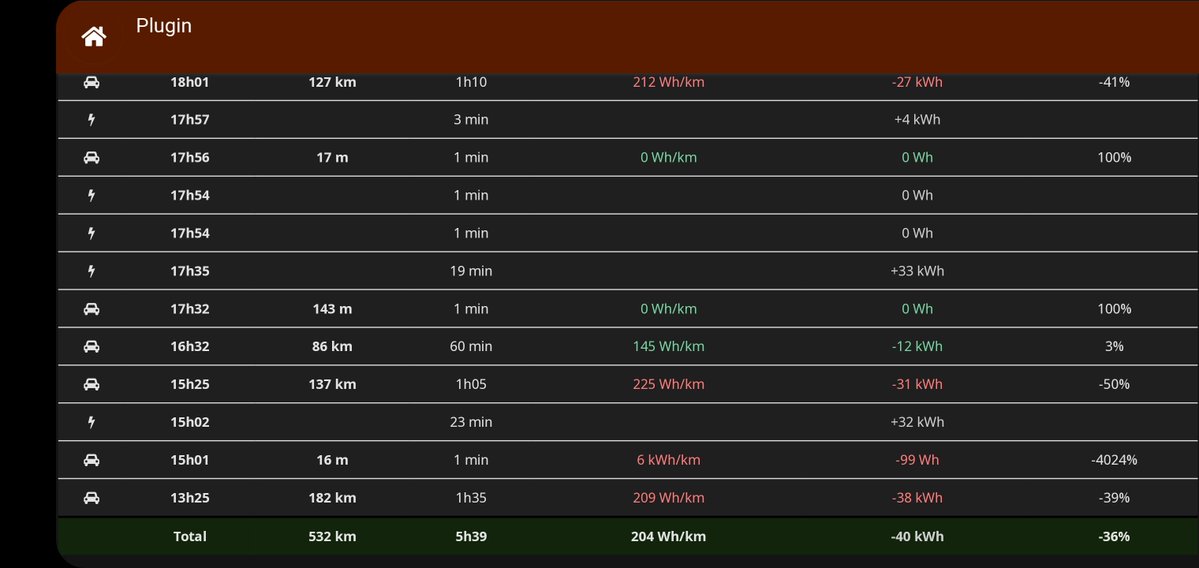 Plugin
18h01 127 km 1h10 212 Wh/km -27 kWh -41%
17h57 3 min +4 kWh
17h56 17 m 1 min 0 Wh/km 0 Wh 100%
17h54 1 min 0 Wh
17h54 1 min 0 Wh
17h35 19 min +33 kWh
17h32 143 m 1 min 0 Wh/km 0 Wh 100%
16h32 86 km 60 min 145 Wh/km -12 kWh 3%
15h25 137 km 1h05 225 Wh/km -31 kWh -50%
15h02 23 min +32 kWh
15h01 16 m 1 min 6 kWh/km -99 Wh -4024%
13h25 182 km 1h35 209 Wh/km -38 kWh -39%
Total 532 km 5h39 204 Wh/km -40 kWh -36%